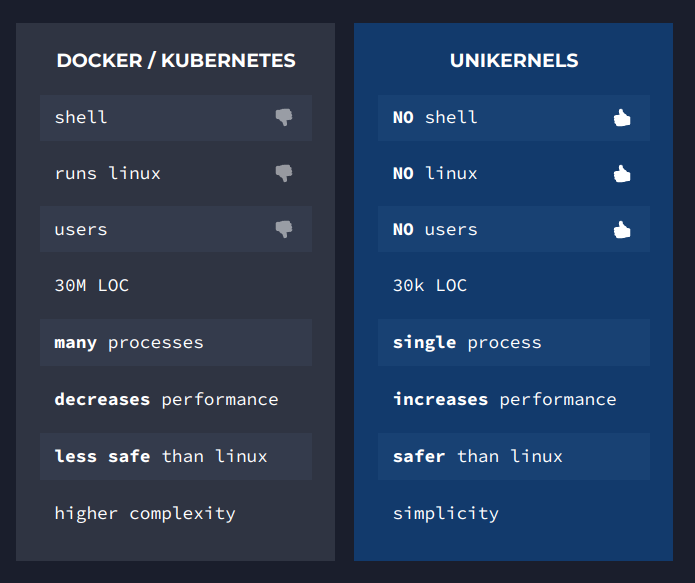 DOCKER / KUBERNETES
shell
runs linux
users
30M LOC
many processes
decreases performance
less safe than linux
higher complexity
UNIKERNELS
NO shell
NO linux
NO users
30k LOC
single process
increases performance
safer than linux
simplicity